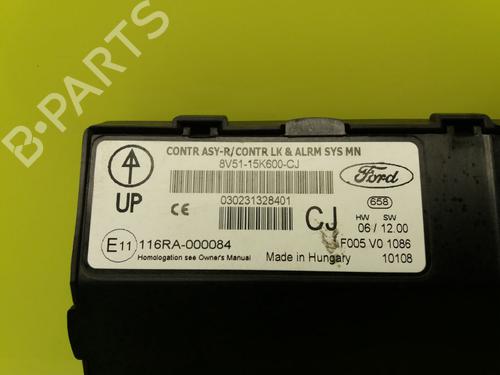 CONTR ASY-R/CONTR LK & ALRM SYS MN
8V51-15K600-CJ
Ford
UP
CE
030231328401
CJ
658
HW SW
06 / 12.00
E11
116RA-000084
F005 V0 1086
Homologation see Owner's Manual
Made in Hungary
10108